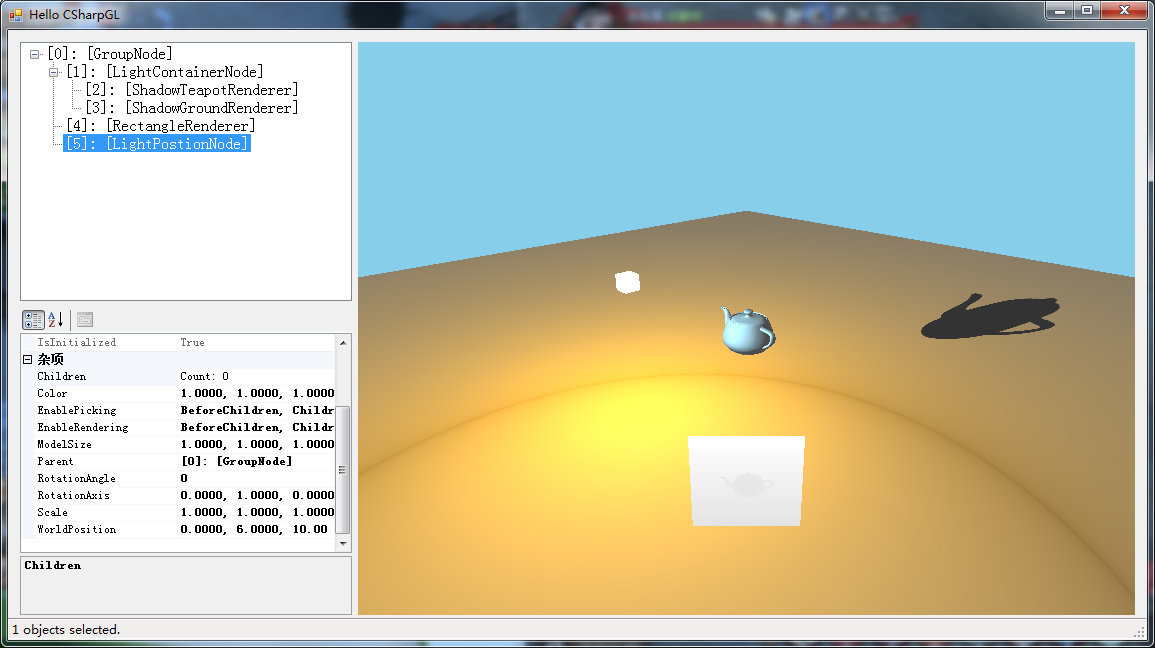 Hello CSharpGL
[0]: [GroupNode]
[1]: [LightContainerNode]
[2]: [ShadowTeapotRenderer]
[3]: [ShadowGroundRenderer]
[4]: [RectangleRenderer]
[5]: [LightPostionNode]
IsInitialized True
杂项
Children Count: 0
Color 1.0000, 1.0000, 1.0000
EnablePicking BeforeChildren, Childr
EnableRendering BeforeChildren, Childr
ModelSize 1.0000, 1.0000, 1.0000
Parent [0]: [GroupNode]
RotationAngle 0
RotationAxis 0.0000, 1.0000, 0.0000
Scale 1.0000, 1.0000, 1.0000
WorldPosition 0.0000, 6.0000, 10.00
Children
1 objects selected.